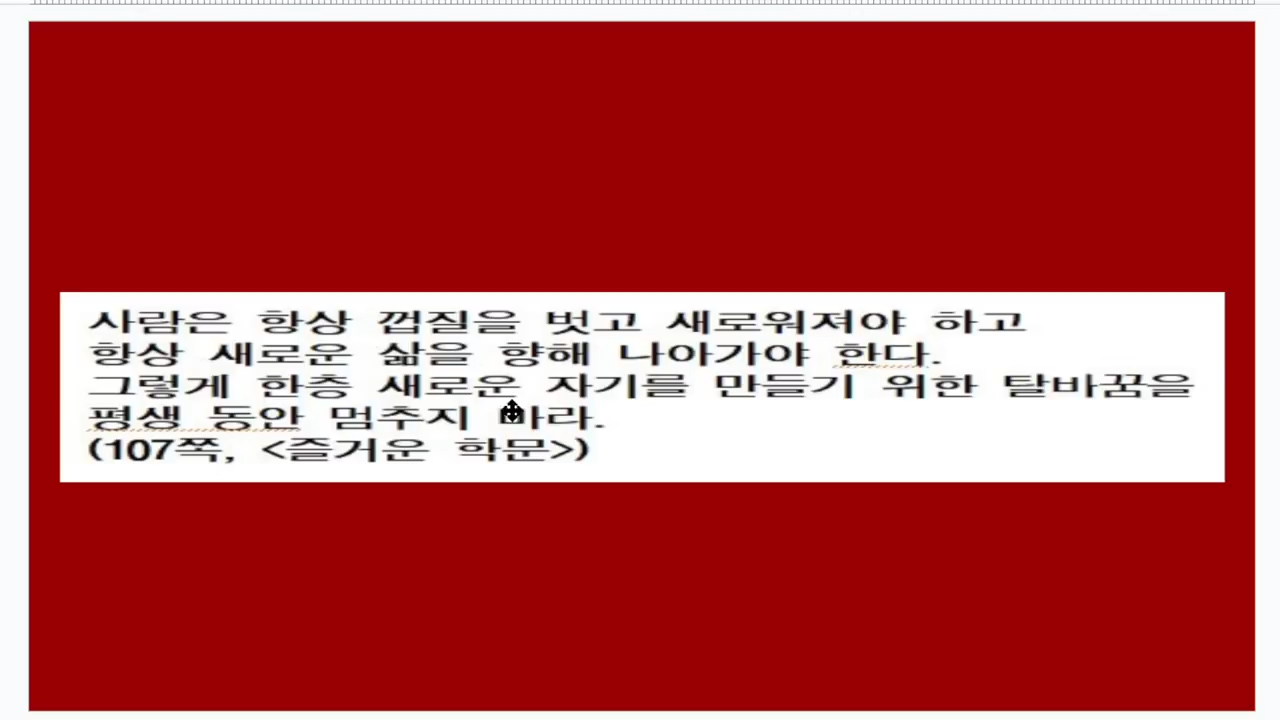 사람은 항상 껍질을 벗고 새로워져야 하고
항상 새로운 삶을 향해 나아가야 한다.
그렇게 한층 새로운 자기를 만들기 위한 탈바꿈을
평생 동안 멈추지 마라.
(107쪽, <즐거운 학문>)